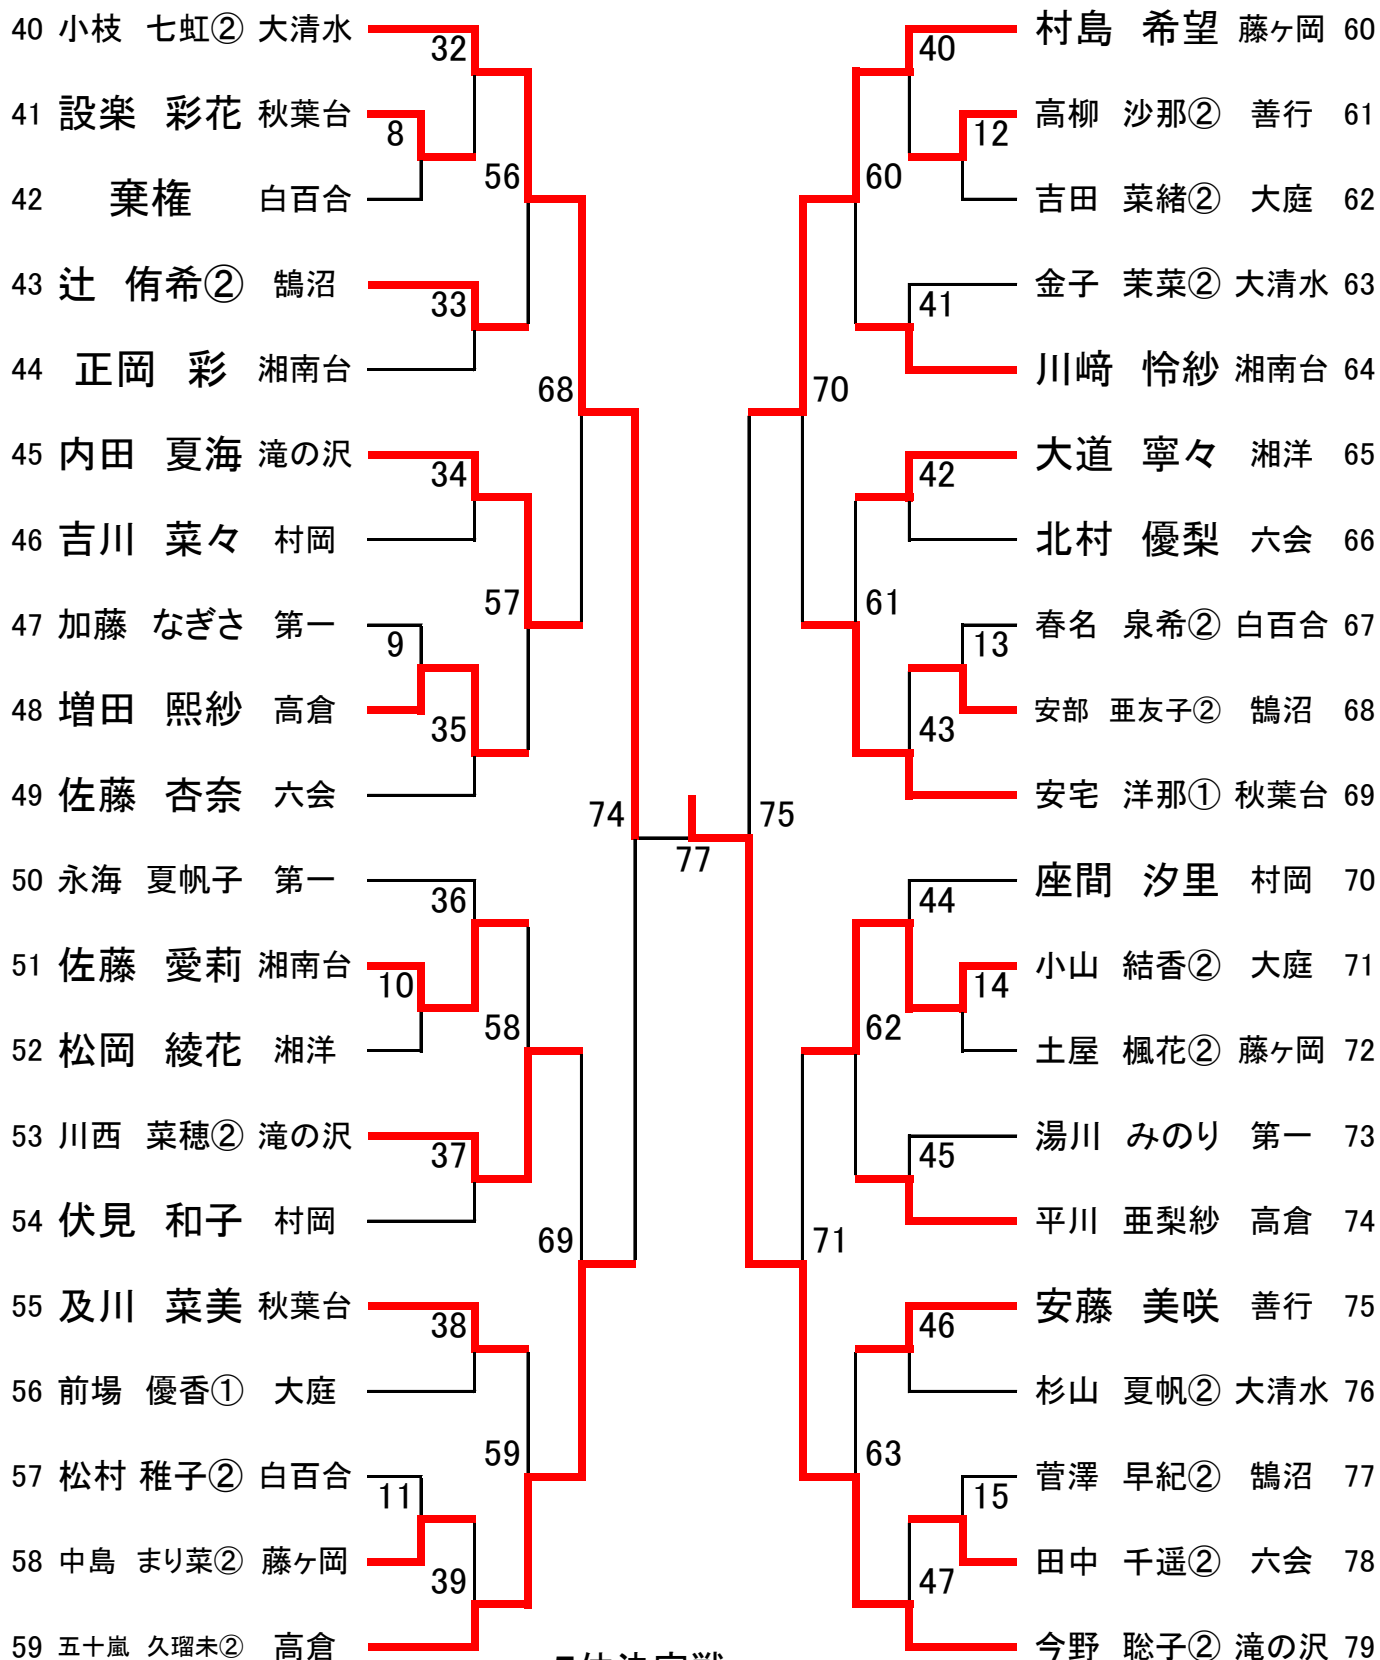 40 小枝 七虹② 大清水
41 設楽 彩花 秋葉台
42 棄権 白百合
43 辻 侑希② 鵠沼
44 正岡 彩 湘南台
45 内田 夏海 滝の沢
46 吉川 菜々 村岡
47 加藤 なぎさ 第一
48 増田 熙紗 高倉
49 佐藤 杏奈 六会
50 永海 夏帆子 第一
51 佐藤 愛莉 湘南台
52 松岡 綾花 湘洋
53 川西 菜穂② 滝の沢
54 伏見 和子 村岡
55 及川 菜美 秋葉台
56 前場 優香① 大庭
57 松村 稚子② 白百合
58 中島 まり菜② 藤ヶ岡
59 五十嵐 久瑠未② 高倉
32
8
56
33
68
34
57
9
35
74
36
10
58
37
69
38
59
11
39
77
40
12
60
41
70
42
61
13
43
75
44
14
62
45
71
46
63
15
47
村島 希望 藤ヶ岡 60
高柳 沙那② 善行 61
吉田 菜緒② 大庭 62
金子 茉菜② 大清水 63
川﨑 怜紗 湘南台 64
大道 寧々 湘洋 65
北村 優梨 六会 66
春名 泉希② 白百合 67
安部 亜友子② 鵠沼 68
安宅 洋那① 秋葉台 69
座間 汐里 村岡 70
小山 結香② 大庭 71
土屋 楓花② 藤ヶ岡 72
湯川 みのり 第一 73
平川 亜梨紗 高倉 74
安藤 美咲 善行 75
杉山 夏帆② 大清水 76
菅澤 早紀② 鵠沼 77
田中 千遥② 六会 78
今野 聡子② 滝の沢 79